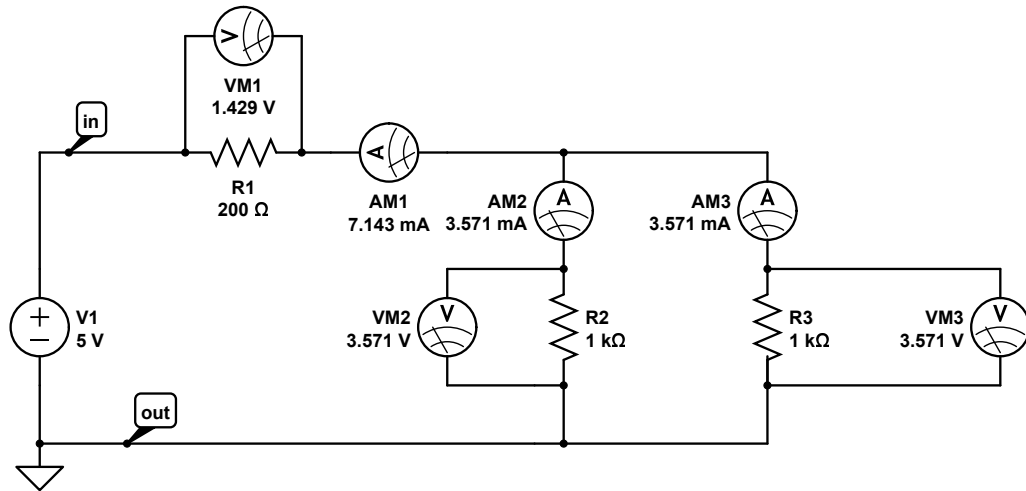 V
VM1
1.429 V
in
R1
200 Ω
A
AM1
7.143 mA
AM2
3.571 mA
A
AM3
3.571 mA
A
V1
5 V
VM2
3.571 V
V
R2
1 kΩ
R3
1 kΩ
VM3
3.571 V
V
out